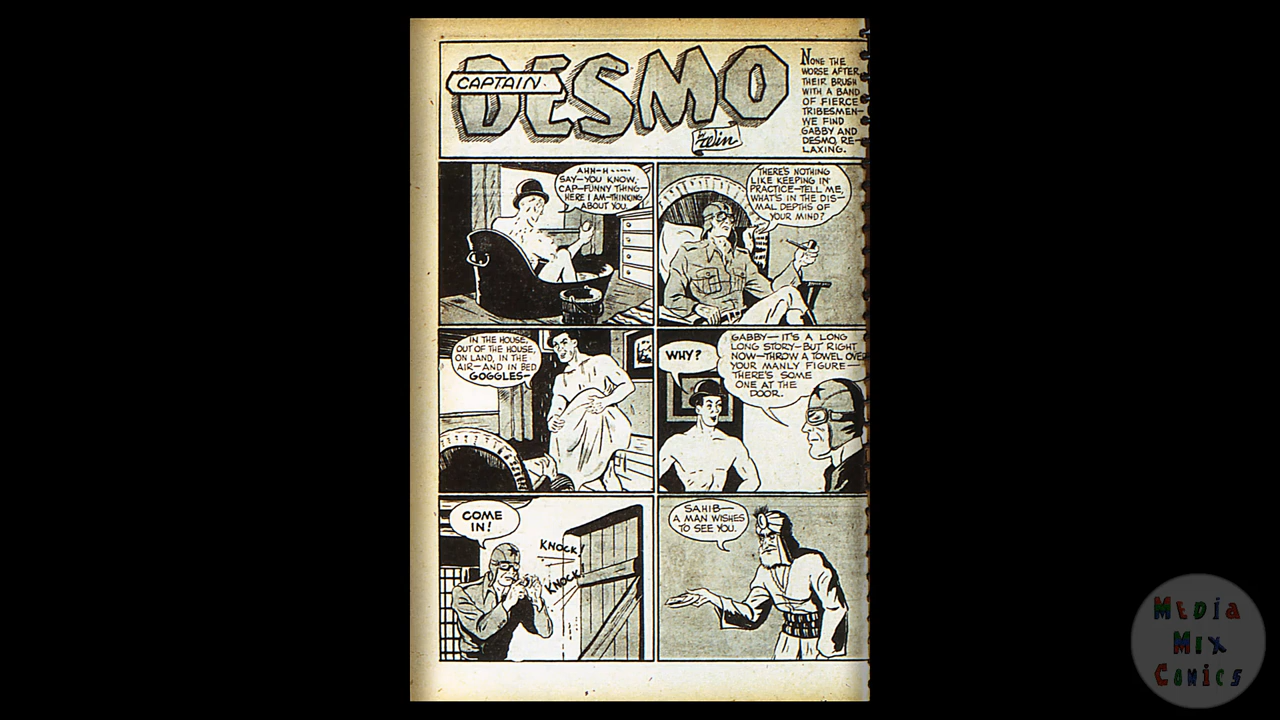 CAPTAIN
DESMO
by Win
NONE THE
WORSE AFTER
THEIR BRUSH
WITH A BAND
OF FIERCE
TRIBESMEN—
WE FIND
GABBY AND
DESMO, RE-
LAXING.
AHH-H-----
SAY—YOU KNOW,
CAP—FUNNY THING—
HERE I AM—THINKING
ABOUT YOU.
THERE'S NOTHING
LIKE KEEPING IN
PRACTICE—TELL ME,
WHAT'S IN THE DIS-
MAL DEPTHS OF
YOUR MIND?
IN THE HOUSE,
OUT OF THE HOUSE,
ON LAND, IN THE
AIR—AND IN BED
GOGGLES—
WHY?
GABBY—IT'S A LONG
LONG STORY—BUT RIGHT
NOW—THROW A TOWEL OVER
YOUR MANLY FIGURE—
THERE'S SOME
ONE AT THE
DOOR.
COME
IN!
KNOCK!
KNOCK!
SAHIB—
A MAN WISHES
TO SEE YOU.
MEDiA
MiX
COMiCS